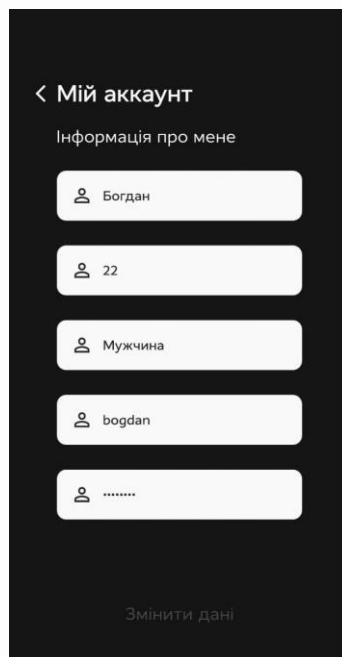 Мій аккаунт
Інформація про мене
Богдан
22
Мужчина
bogdan
········
Змінити дані